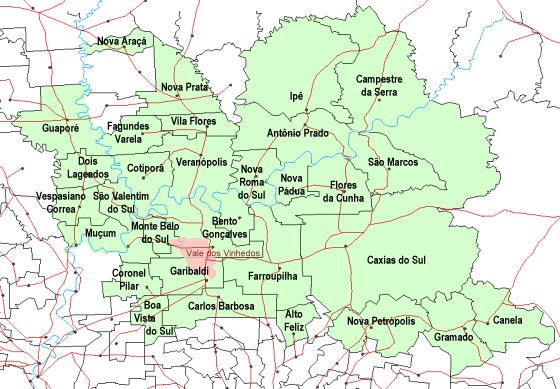 Nova Araçá
Nova Prata
Campestre
da Serra
Ipê
Guaporé
Fagundes
Varela
Vila Flores
Antônio Prado
Dois
Lageados
Cotiporã
Veranópolis
São Marcos
Nova
Roma
do Sul
Nova
Pádua
Flores
da Cunha
Vespasiano
Correa
São Valentim
do Sul
Muçum
Monte Belo
do Sul
Bento
Gonçalves
Vale dos Vinhedos
Caxias do Sul
Coronel
Pilar
Garibaldi
Farroupilha
Boa
Vista
do Sul
Carlos Barbosa
Alto
Feliz
Nova Petrópolis
Gramado
Canela